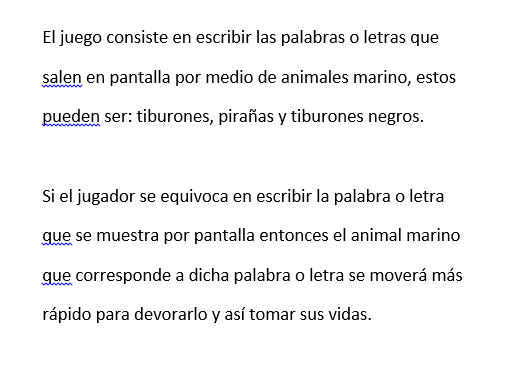 El juego consiste en escribir las palabras o letras que
salen en pantalla por medio de animales marino, estos
pueden ser: tiburones, pirañas y tiburones negros.
Si el jugador se equivoca en escribir la palabra o letra
que se muestra por pantalla entonces el animal marino
que corresponde a dicha palabra o letra se moverá más
rápido para devorarlo y así tomar sus vidas.